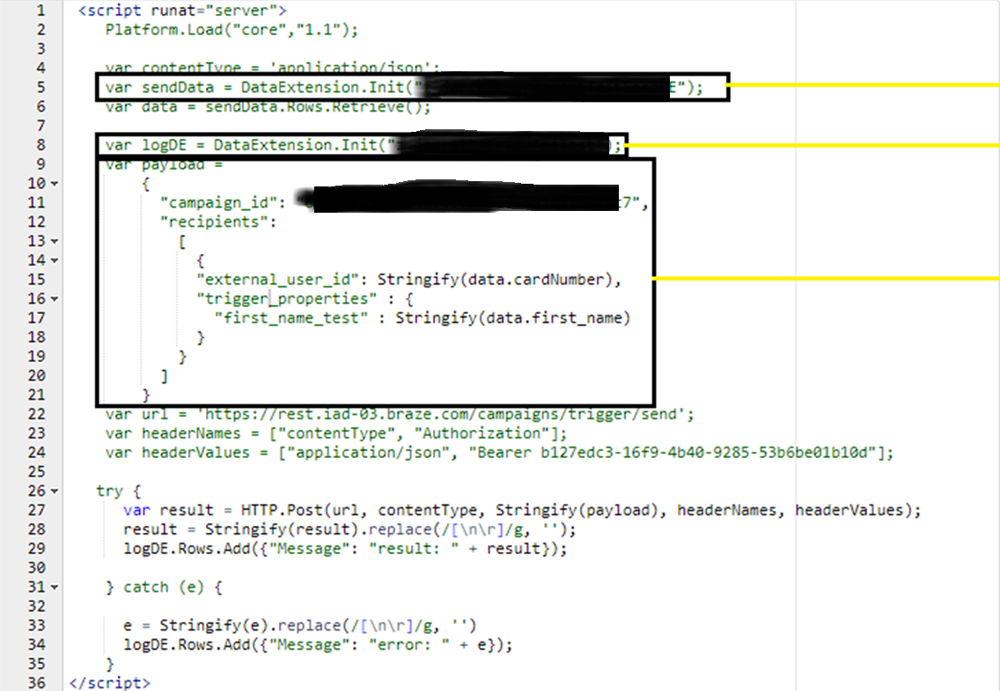 1 <script runat="server">
2 Platform.Load("core","1.1");
3
4 var contentType = 'application/json';
5 var sendData = DataExtension.Init(" E");
6 var data = sendData.Rows.Retrieve();
7
8 var logDE = DataExtension.Init(" );
9 var payload =
10 {
11 "campaign_id": 7",
12 "recipients":
13 [
14 {
15 "external_user_id": Stringify(data.cardNumber),
16 "trigger_properties" : {
17 "first_name_test" : Stringify(data.first_name)
18 }
19 }
20 ]
21 }
22 var url = 'https://rest.iad-03.braze.com/campaigns/trigger/send';
23 var headerNames = ["contentType", "Authorization"];
24 var headerValues = ["application/json", "Bearer b127edc3-16f9-4b40-9285-53b6be01b10d"];
25
26 try {
27 var result = HTTP.Post(url, contentType, Stringify(payload), headerNames, headerValues);
28 result = Stringify(result).replace(/[\n\r]/g, '');
29 logDE.Rows.Add({"Message": "result: " + result});
30
31 } catch (e) {
32
33 e = Stringify(e).replace(/[\n\r]/g, '')
34 logDE.Rows.Add({"Message": "error: " + e});
35 }
36 </script>